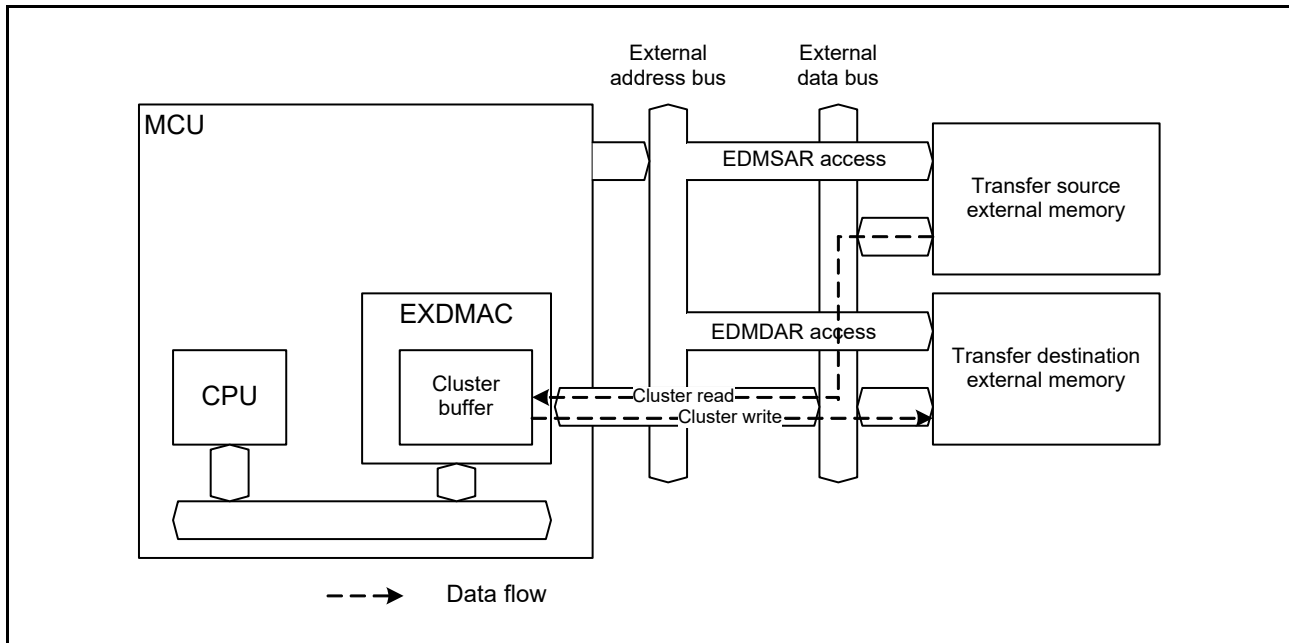 External
address bus
External
data bus
MCU
EDMSAR access
Transfer source
external memory
EXDMAC
EDMDAR access
Transfer destination
external memory
CPU
Cluster
buffer
Cluster read
Cluster write
Data flow